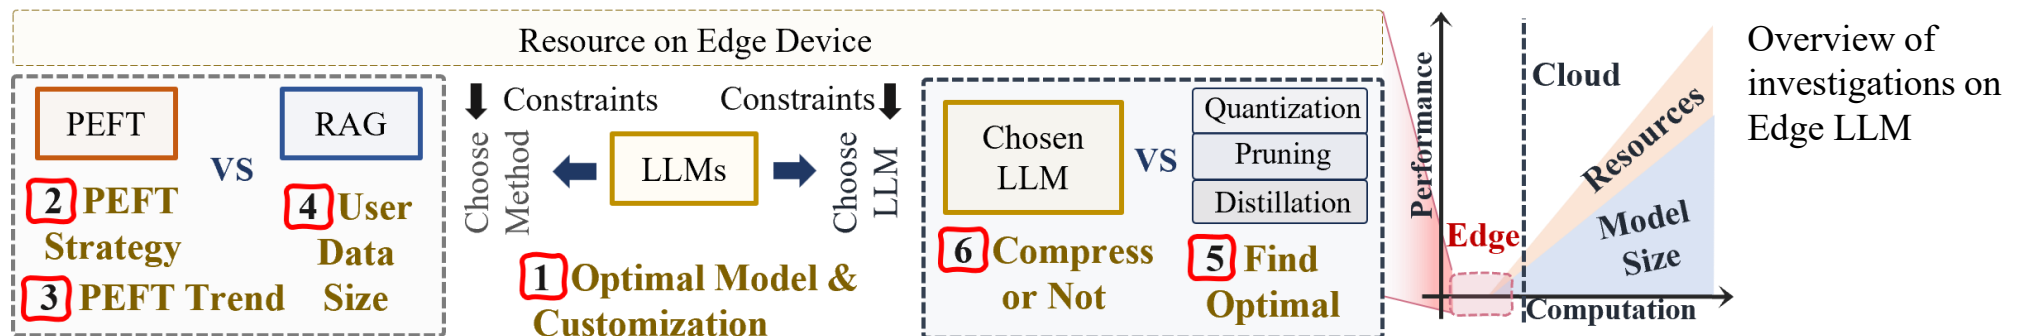 Resource on Edge Device
PEFT
VS
RAG
2 PEFT
Strategy
3 PEFT Trend
4 User
Data
Size
Constraints
Choose
Method
LLMs
Constraints
Choose
LLM
1 Optimal Model &
Customization
Chosen
LLM
VS
Quantization
Pruning
Distillation
6 Compress
or Not
5 Find
Optimal
Performance
Edge
Cloud
Resources
Model
Size
Computation
Overview of
investigations on
Edge LLM